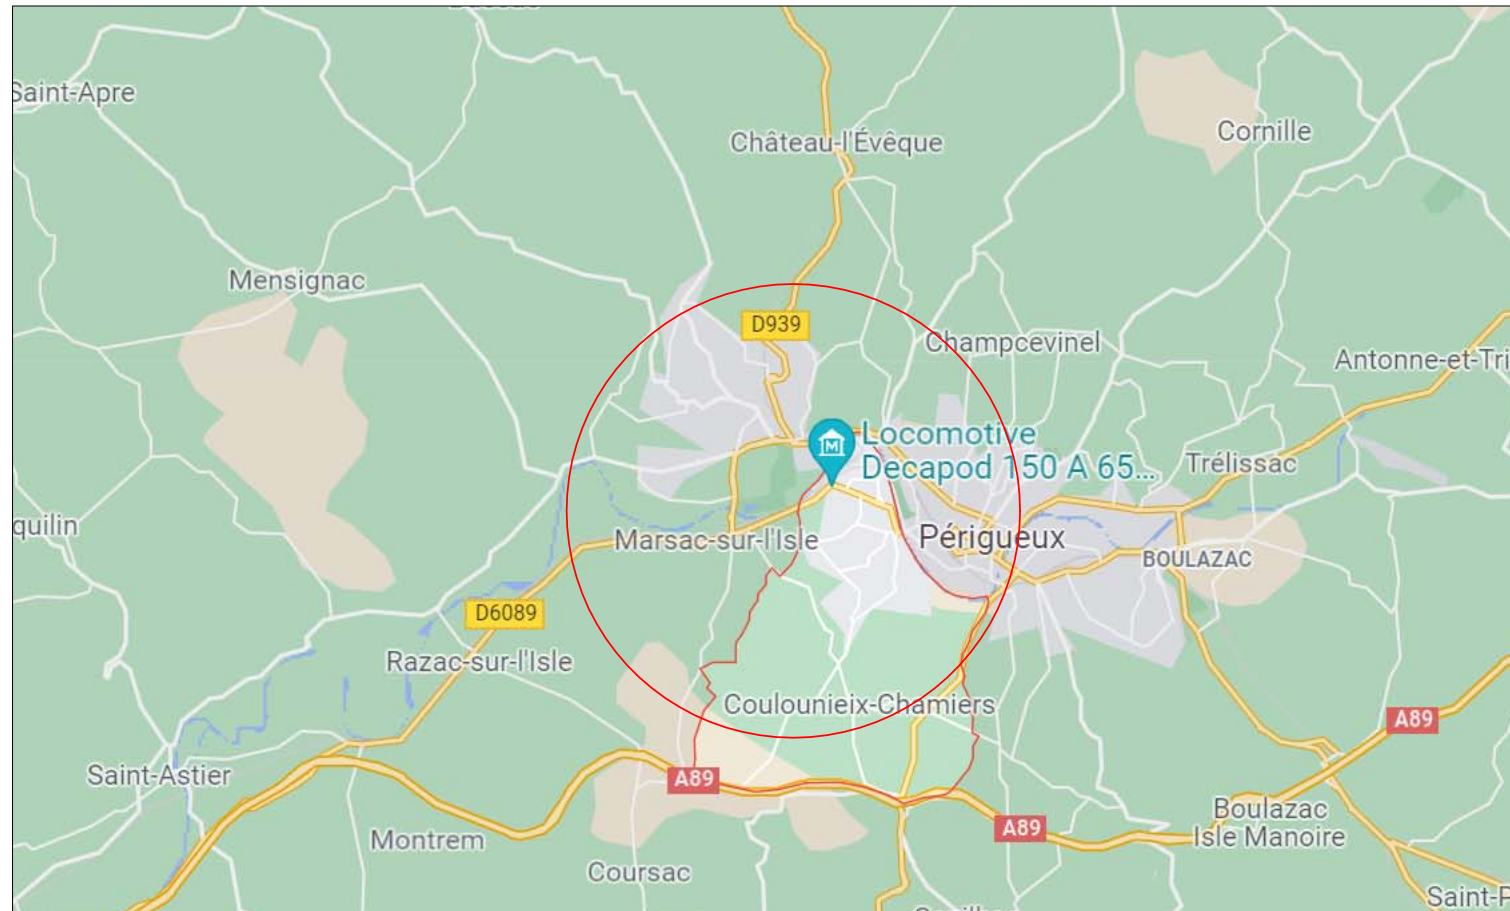 Saint-Apre
Cornille
Château-l'Évêque
Mensignac
D939
Champcevinel
Antonne-et-Tri
Locomotive
Decapod 150 A 65...
Trélissac
quilin
Marsac-sur-l'Isle
Périgueux
BOULAZAC
D6089
Razac-sur-l'Isle
Coulounieix-Chamiers
A89
Saint-Astier
A89
Boulazac
Isle Manoire
A89
Montrem
Coursac
Saint-P